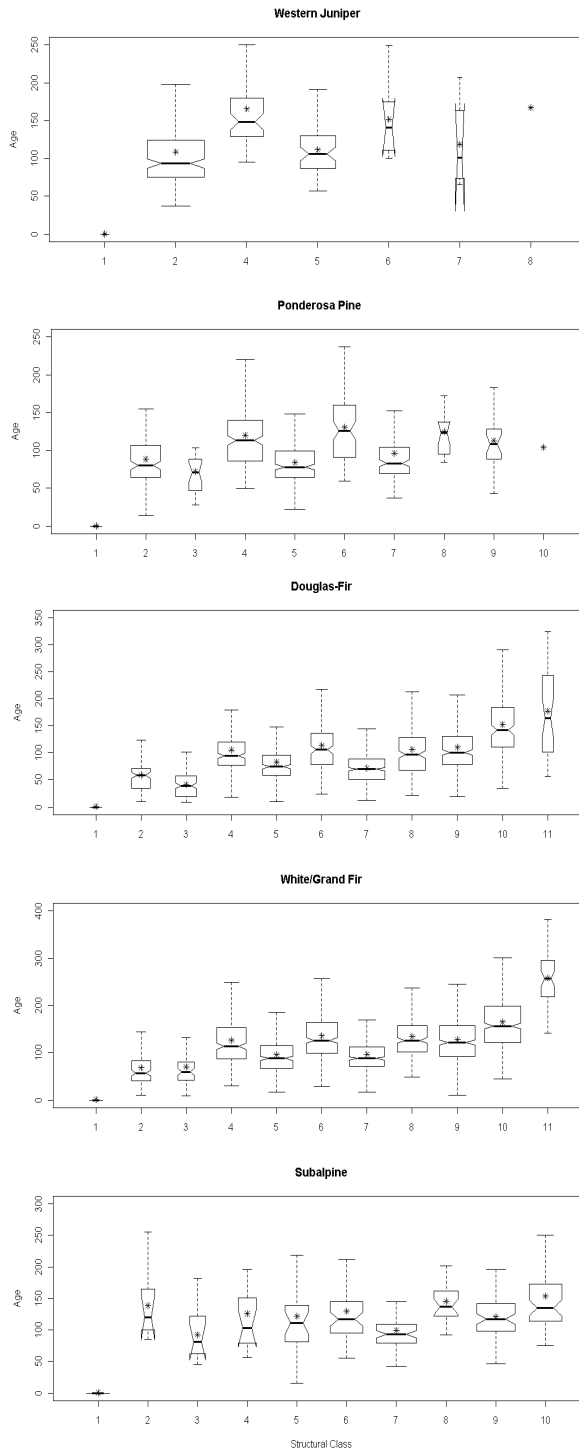 Western Juniper
Age
250
200
150
100
50
0
1 2 4 5 6 7 8
Ponderosa Pine
Age
250
200
150
100
50
0
1 2 3 4 5 6 7 8 9 10
Douglas-Fir
Age
350
300
250
200
150
100
50
0
1 2 3 4 5 6 7 8 9 10 11
White/Grand Fir
Age
400
300
200
100
0
1 2 3 4 5 6 7 8 9 10 11
Subalpine
Age
300
250
200
150
100
50
0
1 2 3 4 5 6 7 8 9 10
Structural Class